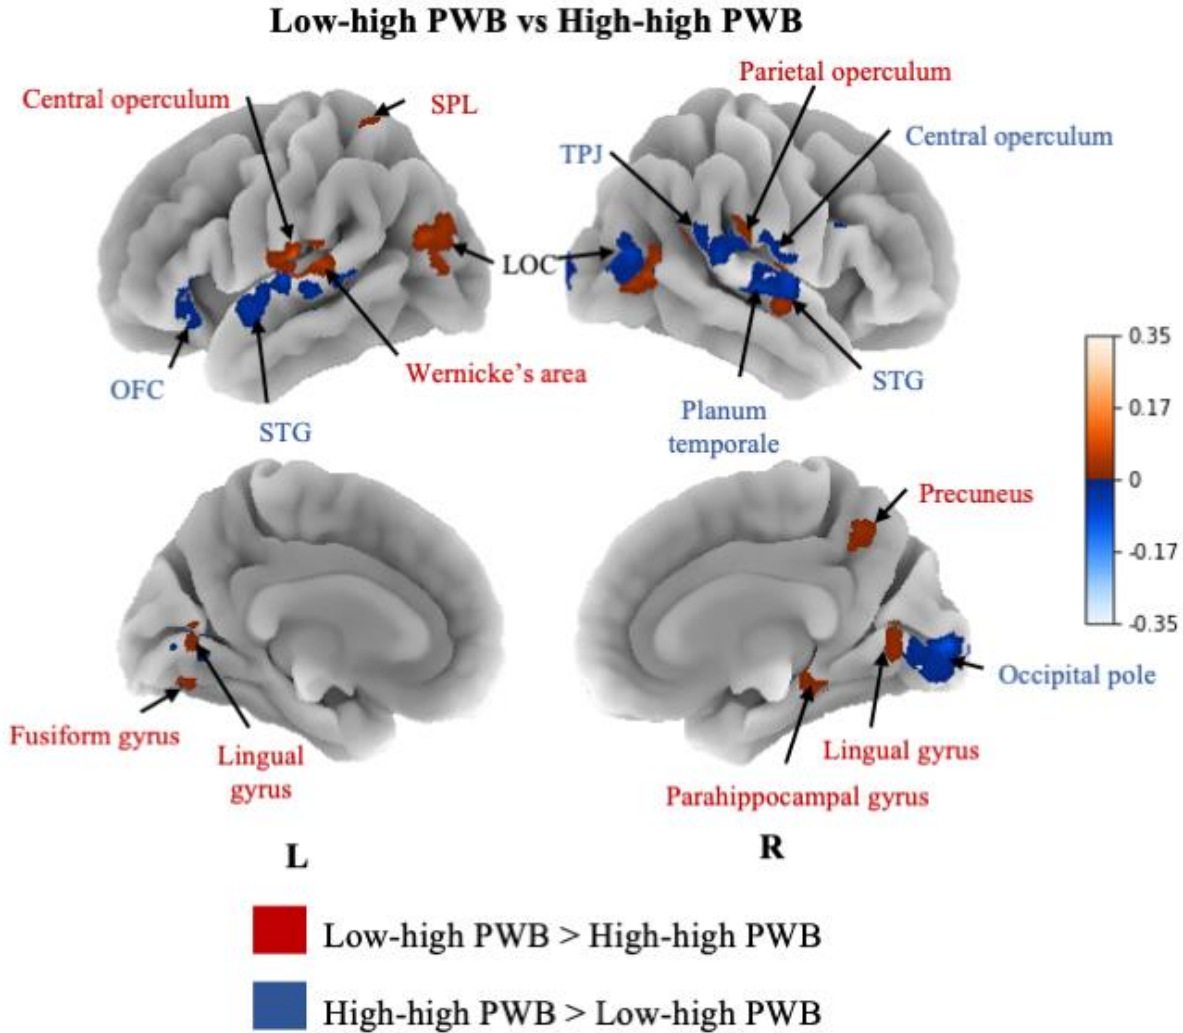 Low-high PWB vs High-high PWB
Parietal operculum
Central operculum
SPL
Central operculum
TPJ
LOC
Wernicke’s area
OFC
STG
STG
Planum
temporale
0.35
0.17
0
-0.17
-0.35
Precuneus
Occipital pole
Fusiform gyrus
Lingual
gyrus
Lingual gyrus
Parahippocampal gyrus
L
R
Low-high PWB > High-high PWB
High-high PWB > Low-high PWB